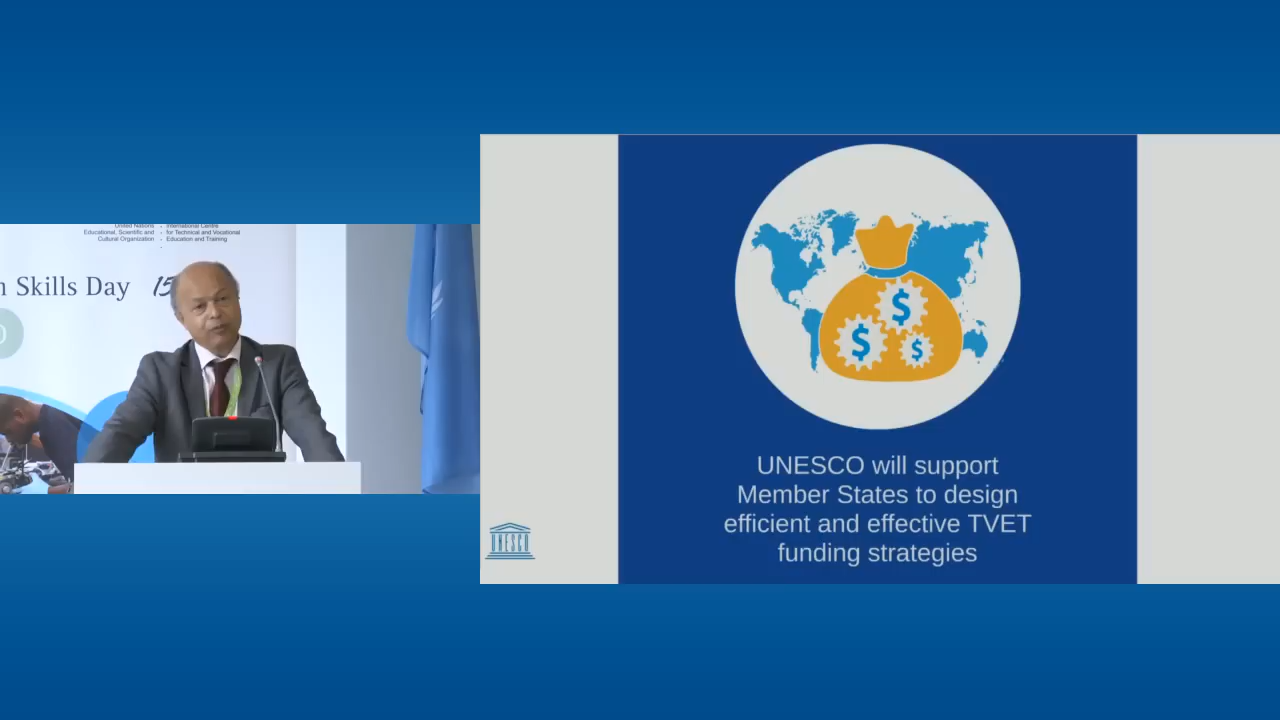 United Nations
Educational, Scientific and
Cultural Organization
International Centre
for Technical and Vocational
Education and Training
Skills Day
15
UNESCO will support
Member States to design
efficient and effective TVET
funding strategies
$
$
$
UNESCO